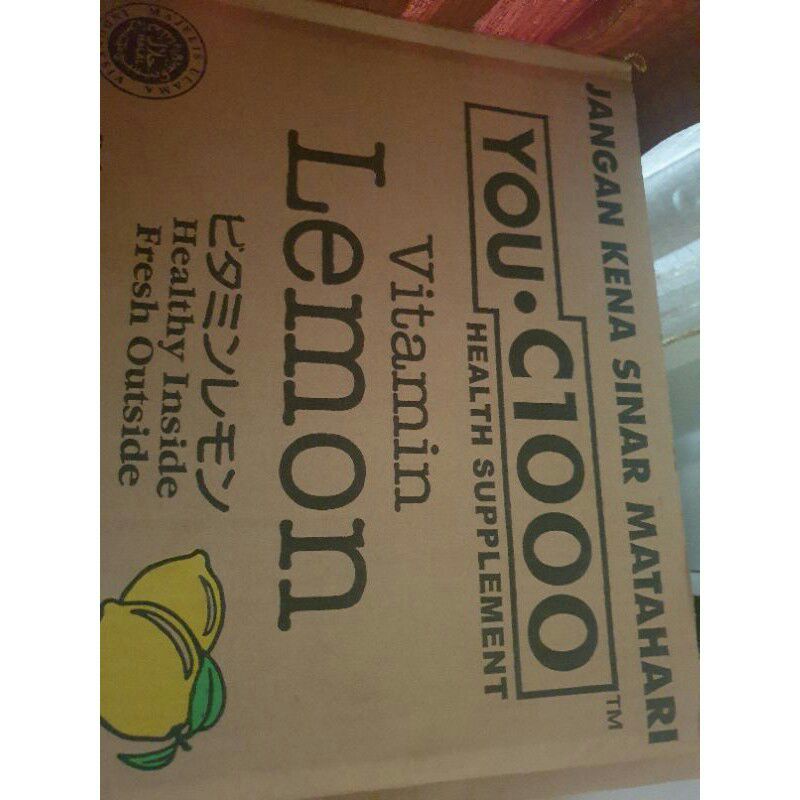 JANGAN KENA SINAR MATAHARI
YOU·C1000 TM
HEALTH SUPPLEMENT
Vitamin
Lemon
ビタミンレモン
Healthy Inside
Fresh Outside